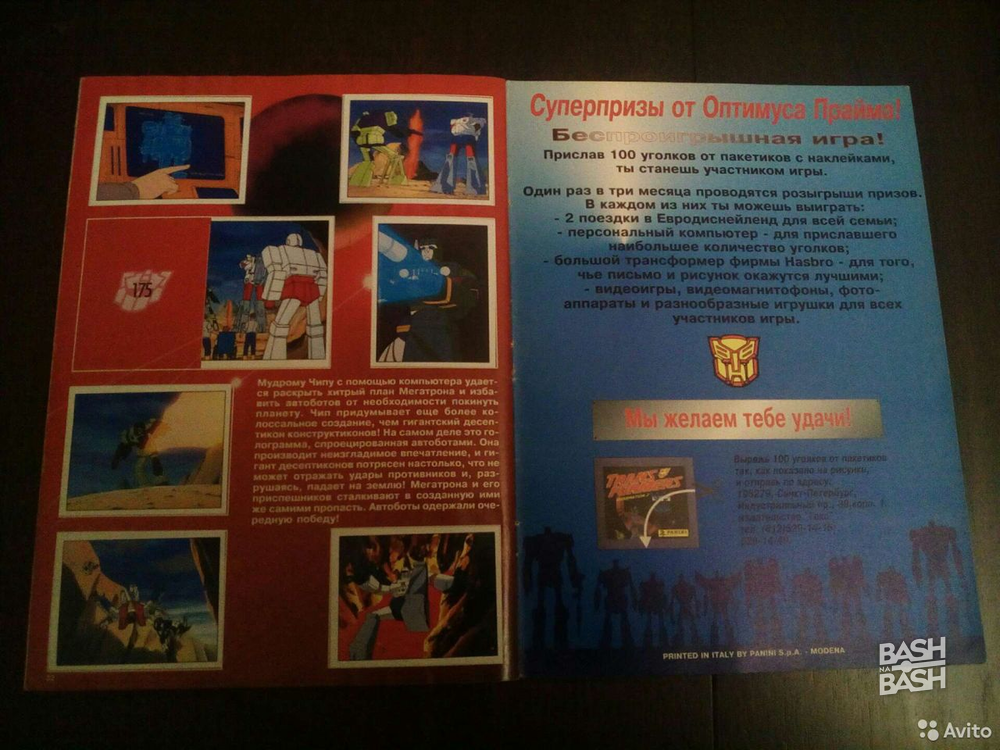 175
Мудрому Чипу с помощью компьютера удает-
ся раскрыть хитрый план Мегатрона и изба-
вить автоботов от необходимости покинуть
планету. Чип придумывает еще более ко-
лоссальное создание, чем гигантский десеп-
тикон конструктиконов! На самом деле это го-
лограмма, спроецированная автоботами. Она
производит неизгладимое впечатление, и ги-
гант десептиконов потрясен настолько, что не
может отражать удары противников и, раз-
рушаясь, падает на землю! Мегатрона и его
приспешников сталкивают в созданную ими
же самими пропасть. Автоботы одержали оче-
редную победу!
Суперпризы от Оптимуса Прайма!
Беспроигрышная игра!
Прислав 100 уголков от пакетиков с наклейками,
ты станешь участником игры.
Один раз в три месяца проводятся розыгрыши призов.
В каждом из них ты можешь выиграть:
- 2 поездки в Евродиснейленд для всей семьи;
- персональный компьютер - для приславшего
наибольшее количество уголков;
- большой трансформер фирмы Hasbro - для того,
чье письмо и рисунок окажутся лучшими;
- видеоигры, видеомагнитофоны, фото-
аппараты и разнообразные игрушки для всех
участников игры.
Мы желаем тебе удачи!
Вырежь 100 уголков от пакетиков
так, как показано на рисунке,
и отправь по адресу:
195279, Санкт-Петербург,
Индустриальный пр.,
издательство
PANINI
PRINTED IN ITALY BY PANINI S.p.A. - MODENA
BASH
НА
BASH
Avito